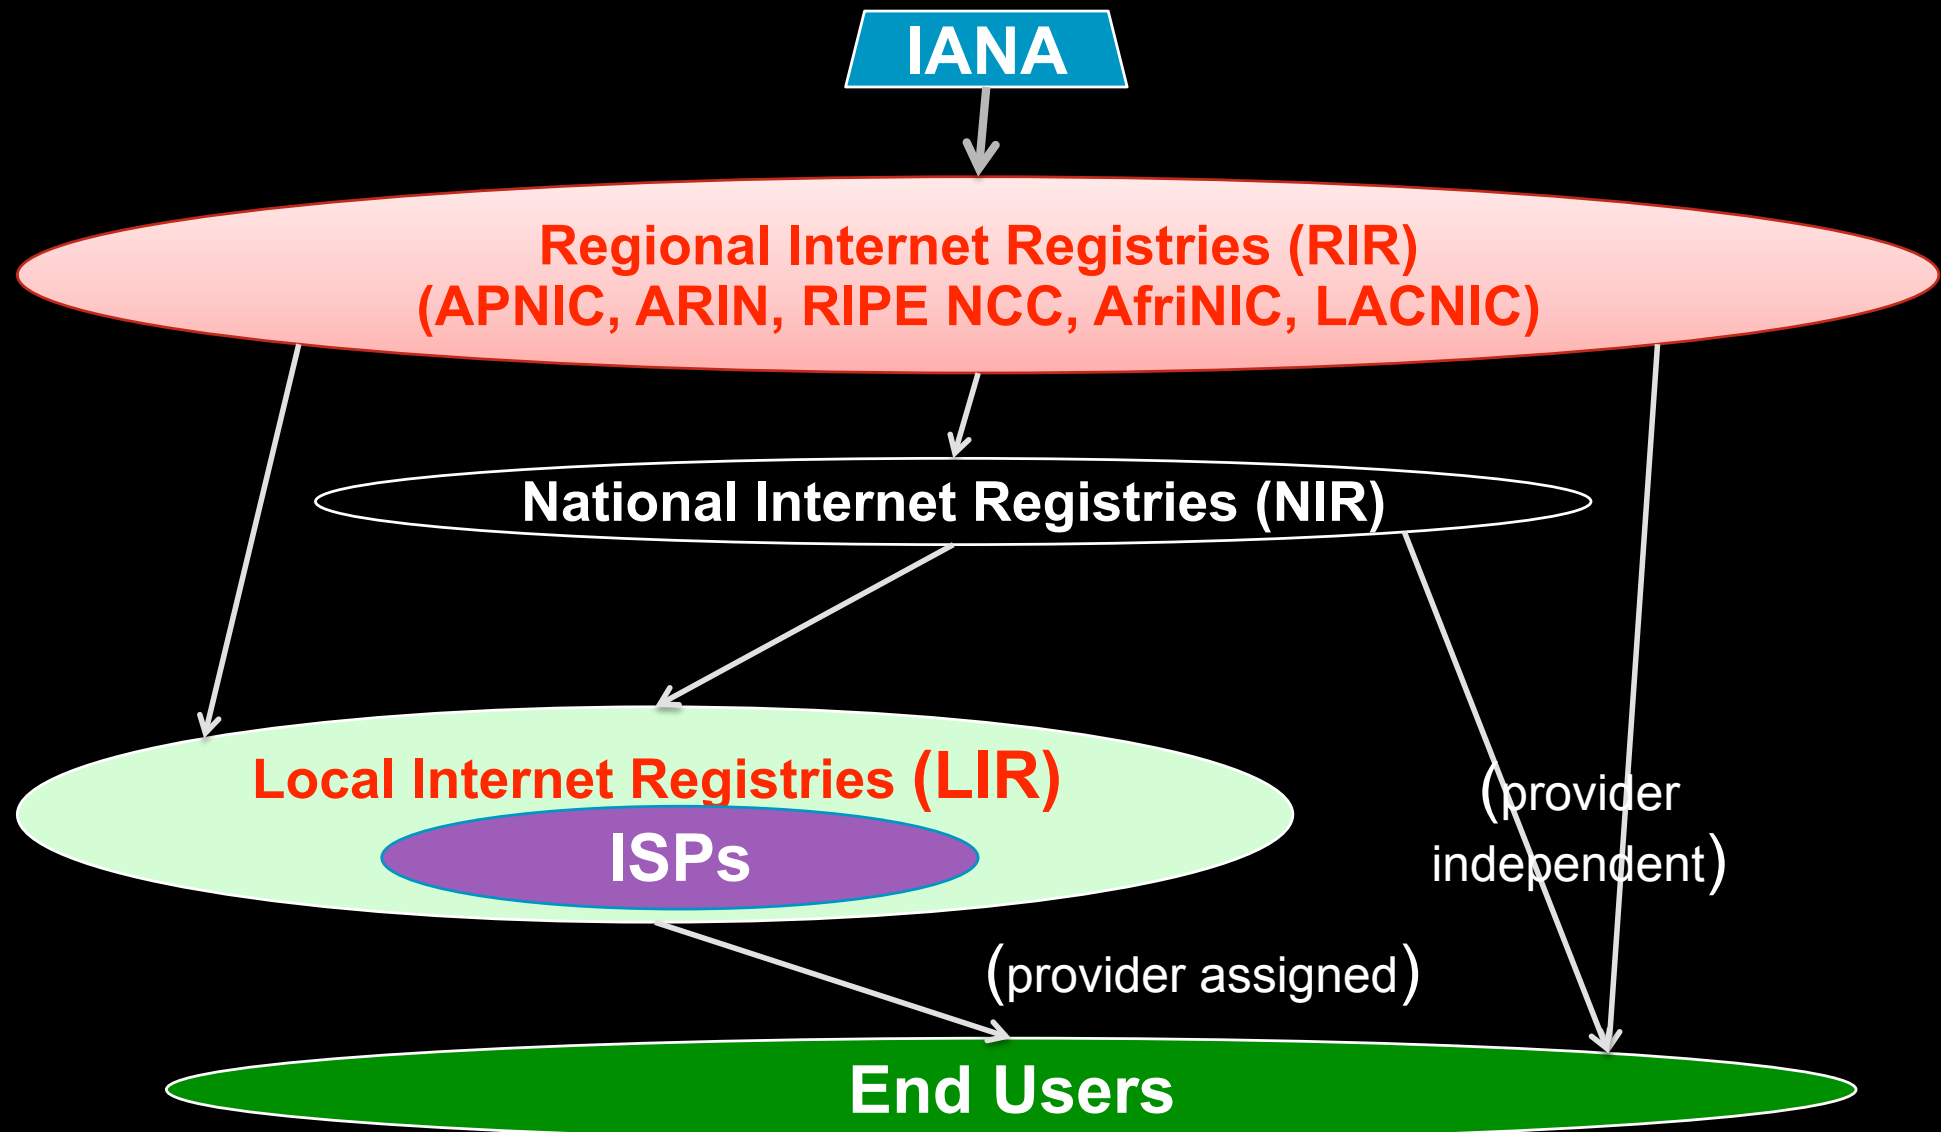 IANA
Regional Internet Registries (RIR)
(APNIC, ARIN, RIPE NCC, AfriNIC, LACNIC)
National Internet Registries (NIR)
Local Internet Registries (LIR)
ISPs
(provider
independent)
(provider assigned)
End Users